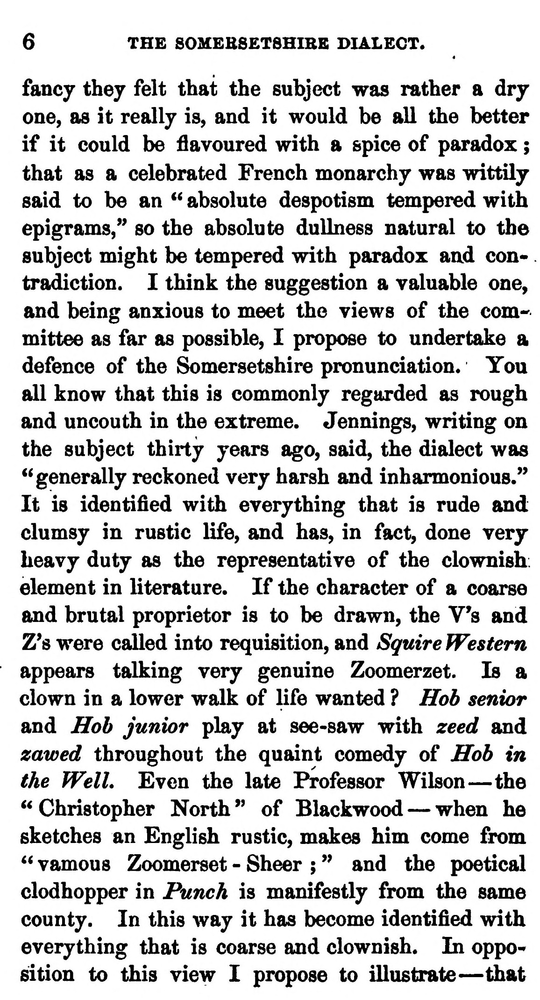 6 THE SOMERSETSHIRE DIALECT.
fancy they felt that the subject was rather a dry
one, as it really is, and it would be all the better
if it could be flavoured with a spice of paradox ;
that as a celebrated French monarchy was wittily
said to be an “absolute despotism tempered with
epigrams,” so the absolute dullness natural to the
subject might be tempered with paradox and con-
tradiction. I think the suggestion a valuable one,
and being anxious to meet the views of the com-
mittee as far as possible, I propose to undertake a
defence of the Somersetshire pronunciation. You
all know that this is commonly regarded as rough
and uncouth in the extreme. Jennings, writing on
the subject thirty years ago, said, the dialect was
“generally reckoned very harsh and inharmonious.”
It is identified with everything that is rude and
clumsy in rustic life, and has, in fact, done very
heavy duty as the representative of the clownish
element in literature. If the character of a coarse
and brutal proprietor is to be drawn, the V’s and
Z’s were called into requisition, and Squire Western
appears talking very genuine Zoomerzet. Is a
clown in a lower walk of life wanted ? Hob senior
and Hob junior play at see-saw with zeed and
zawed throughout the quaint comedy of Hob in
the Well. Even the late Professor Wilson—the
“Christopher North” of Blackwood—when he
sketches an English rustic, makes him come from
“vamous Zoomerset-Sheer ;” and the poetical
clodhopper in Punch is manifestly from the same
county. In this way it has become identified with
everything that is coarse and clownish. In oppo-
sition to this view I propose to illustrate—that